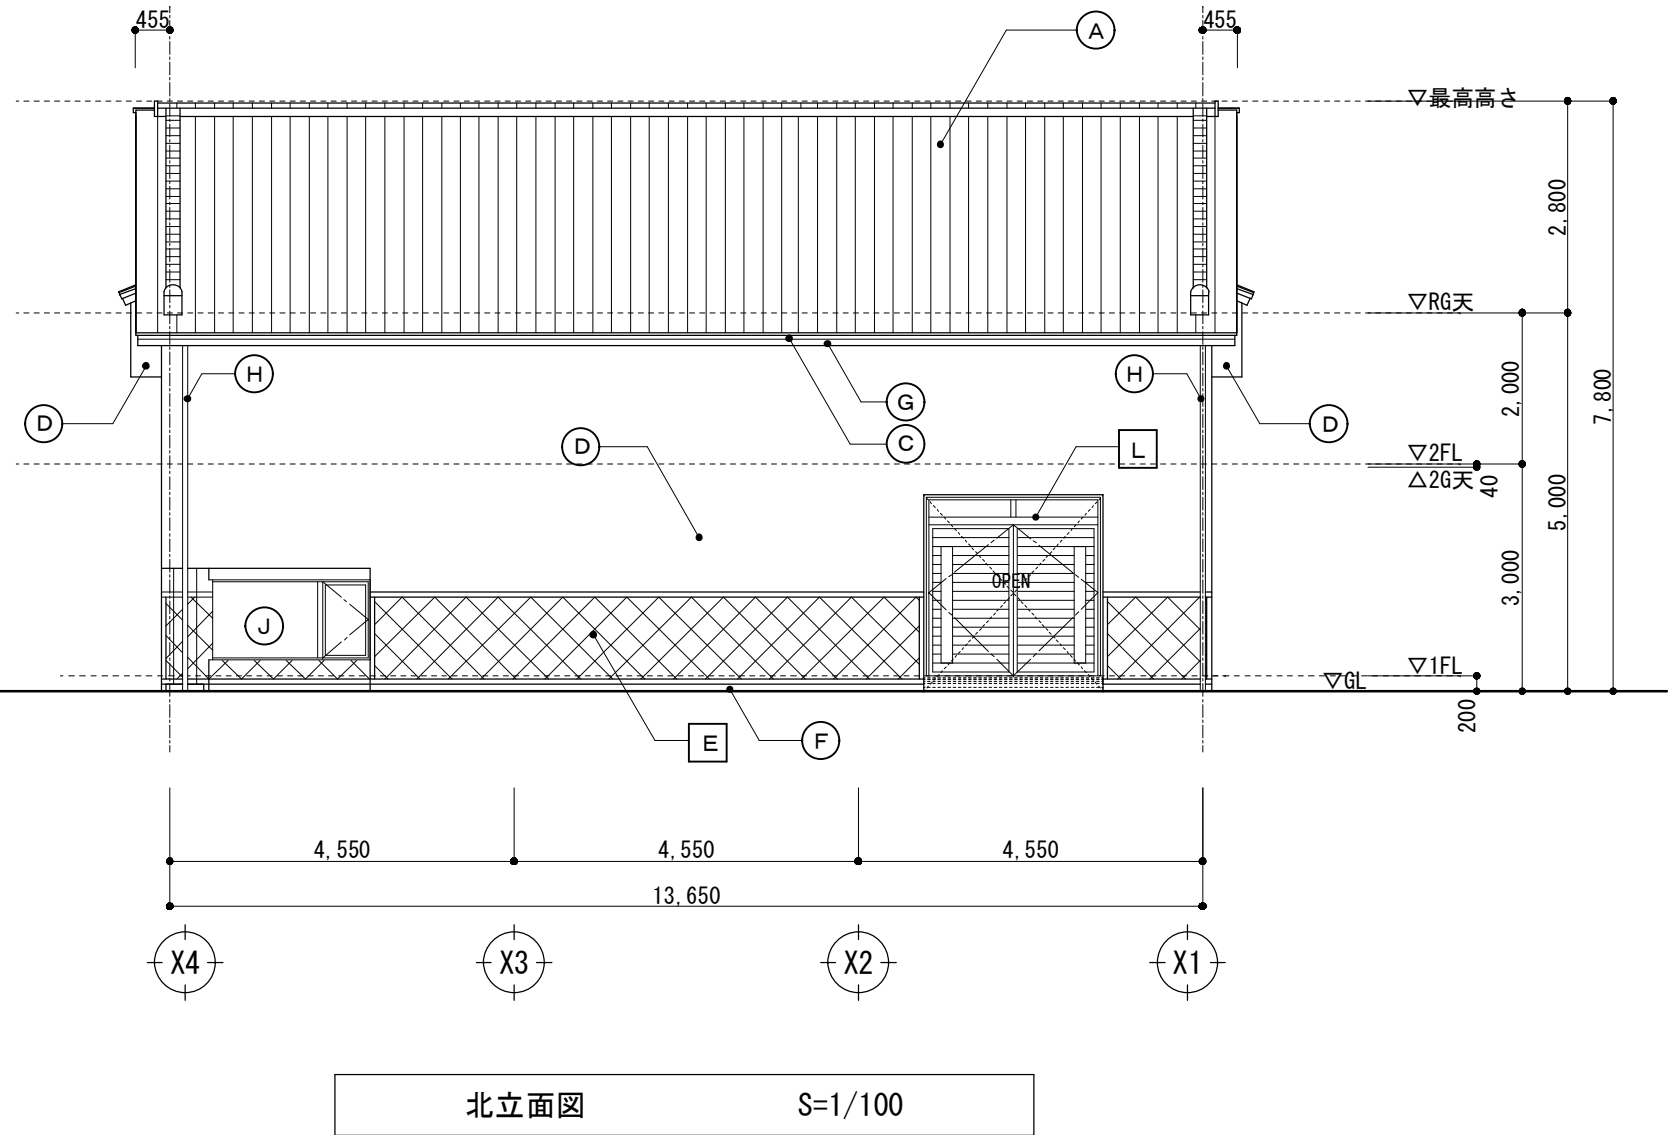 455
455
A
▽最高高さ
2,800
▽RG天
H
H
G
2,000
7,800
D
D
D
C
L
▽2FL
△2G天
40
5,000
OPEN
3,000
J
▽1FL
▽GL
200
E
F
4,550
4,550
4,550
13,650
X4
X3
X2
X1
北立面図 S=1/100